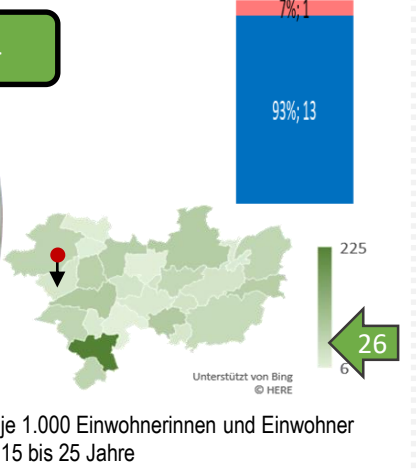 7%; 1
93%; 13
225
26
6
Unterstützt von Bing
© HERE
je 1.000 Einwohnerinnen und Einwohner
15 bis 25 Jahre